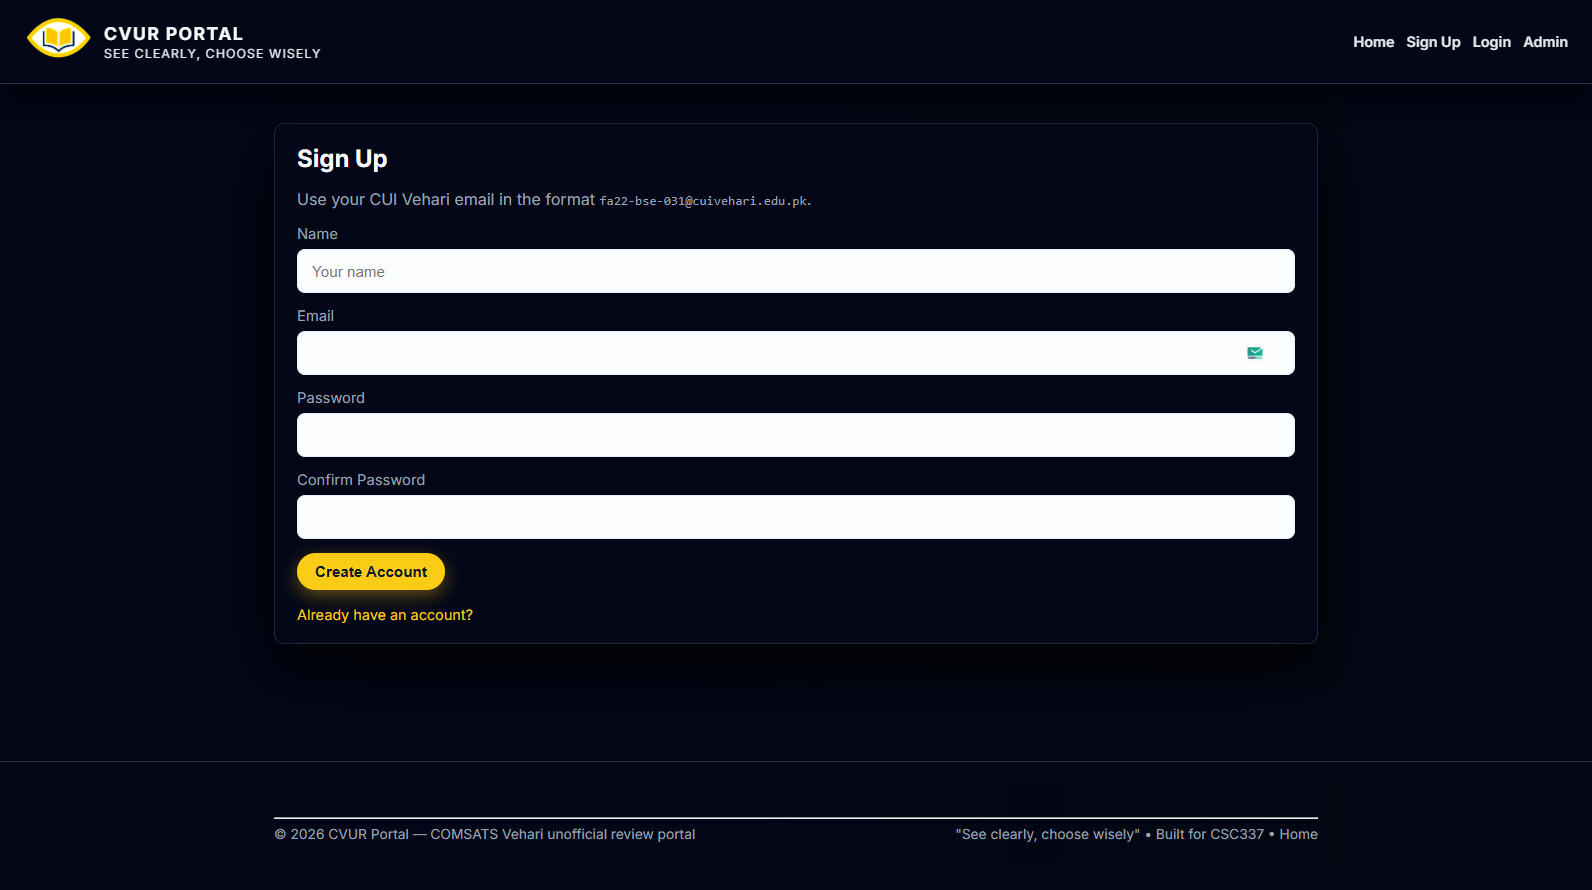 CVUR PORTAL
SEE CLEARLY, CHOOSE WISELY
Home Sign Up Login Admin
Sign Up
Use your CUI Vehari email in the format fa22-bse-031@cuivehari.edu.pk.
Name
Your name
Email
Password
Confirm Password
Create Account
Already have an account?
© 2026 CVUR Portal — COMSATS Vehari unofficial review portal
"See clearly, choose wisely" • Built for CSC337 • Home